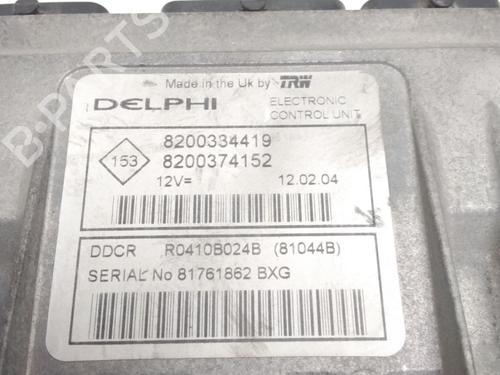 Made in the Uk by TRW
DELPHI ELECTRONIC
CONTROL UNIT
8200334419
153
8200374152
12V= 12.02.04
DDCR R0410B024B (81044B)
SERIAL No 81761862 BXG
B-PARTS